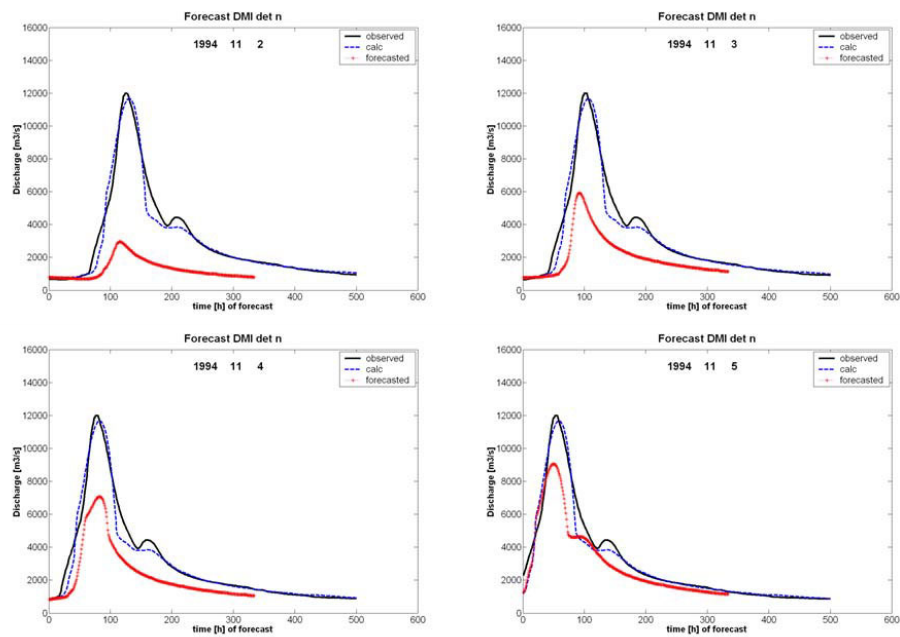 Forecast DMI det n
1994 11 2
observed
calc
forecasted
Discharge [m3/s]
16000
14000
12000
10000
8000
6000
4000
2000
0
0 100 200 300 400 500 600
time [h] of forecast
Forecast DMI det n
1994 11 3
observed
calc
forecasted
Discharge [m3/s]
16000
14000
12000
10000
8000
6000
4000
2000
0
0 100 200 300 400 500 600
time [h] of forecast
Forecast DMI det n
1994 11 4
observed
calc
forecasted
Discharge [m3/s]
16000
14000
12000
10000
8000
6000
4000
2000
0
0 100 200 300 400 500 600
time [h] of forecast
Forecast DMI det n
1994 11 5
observed
calc
forecasted
Discharge [m3/s]
16000
14000
12000
10000
8000
6000
4000
2000
0
0 100 200 300 400 500 600
time [h] of forecast